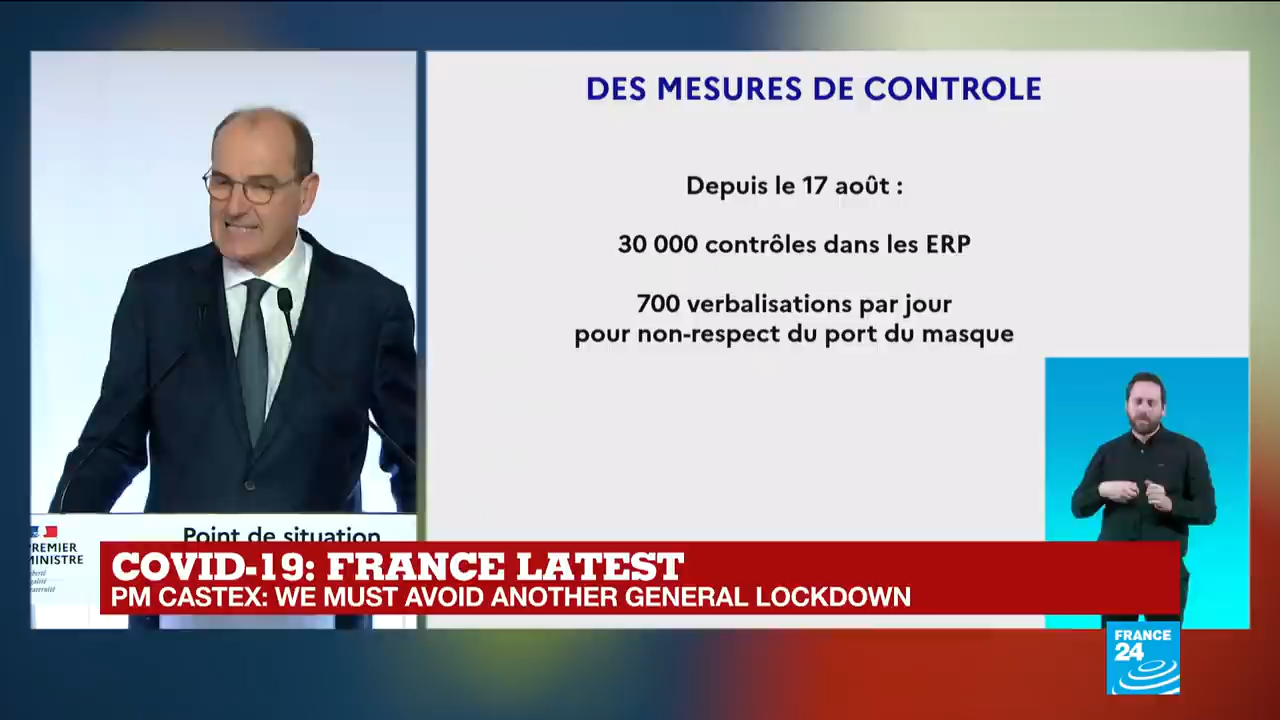 DES MESURES DE CONTROLE
Depuis le 17 août :
30 000 contrôles dans les ERP
700 verbalisations par jour
pour non-respect du port du masque
Point de situation
PREMIER
MINISTRE
COVID-19: FRANCE LATEST
PM CASTEX: WE MUST AVOID ANOTHER GENERAL LOCKDOWN
FRANCE
24